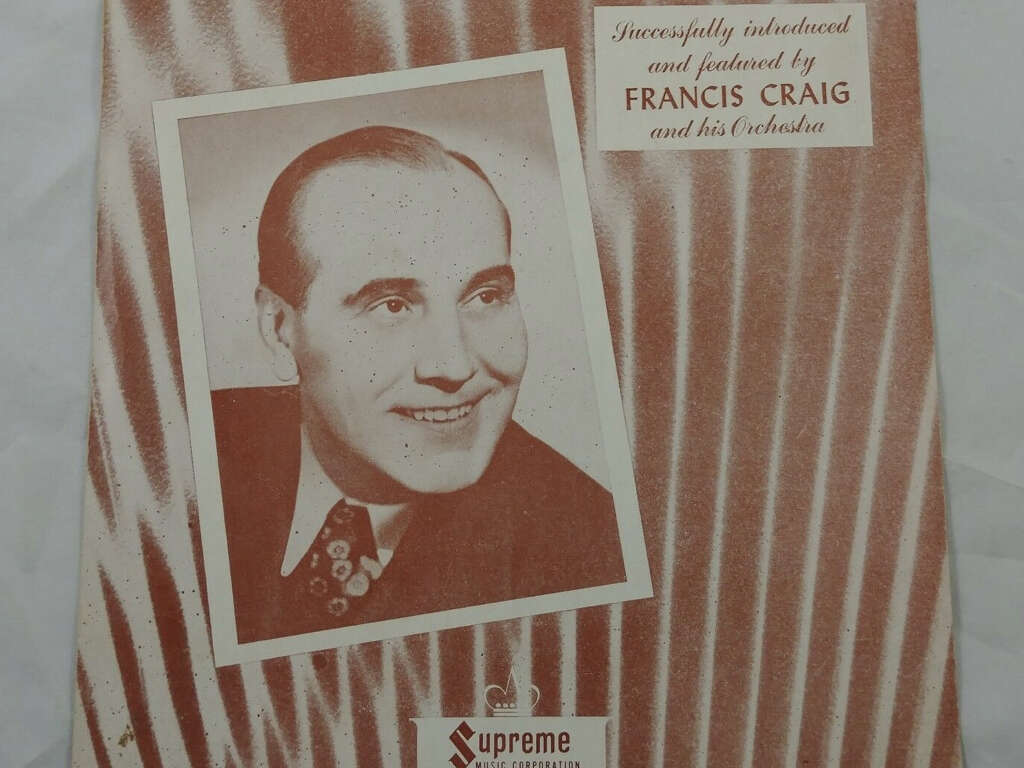 Successfully introduced
and featured by
FRANCIS CRAIG
and his Orchestra
Supreme
MUSIC CORPORATION